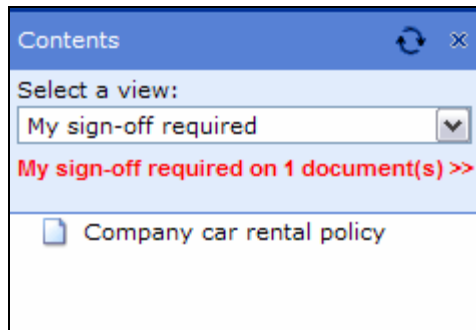 Contents
Select a view:
My sign-off required
My sign-off required on 1 document(s) >>
Company car rental policy